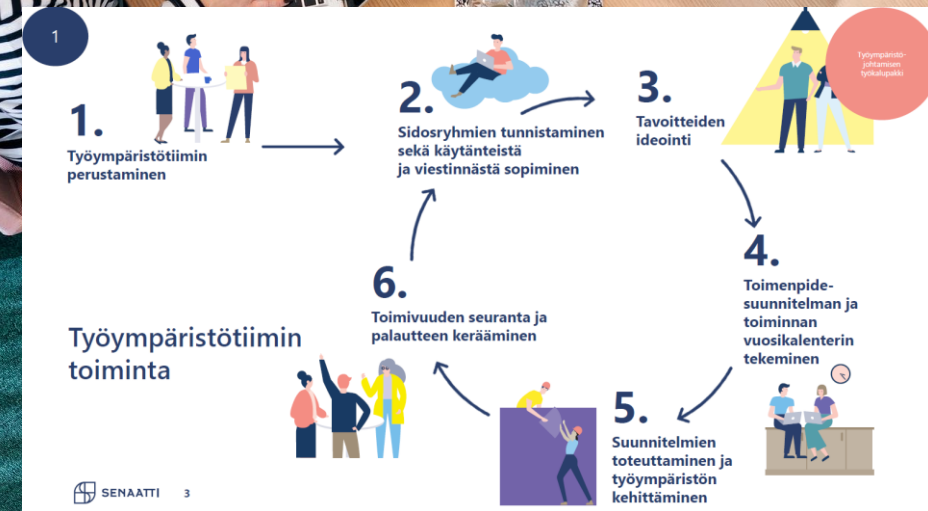 1
Työympäristö-
johtamisen
työkalupakki
1.
Työympäristötiimin
perustaminen
2.
Sidosryhmien tunnistaminen
sekä käytänteistä
ja viestinnästä sopiminen
3.
Tavoitteiden
ideointi
4.
Toimenpide-
suunnitelman ja
toiminnan
vuosikalenterin
tekeminen
5.
Suunnitelmien
toteuttaminen ja
työympäristön
kehittäminen
6.
Toimivuuden seuranta ja
palautteen kerääminen
Työympäristötiimin
toiminta
SENAATTI 3